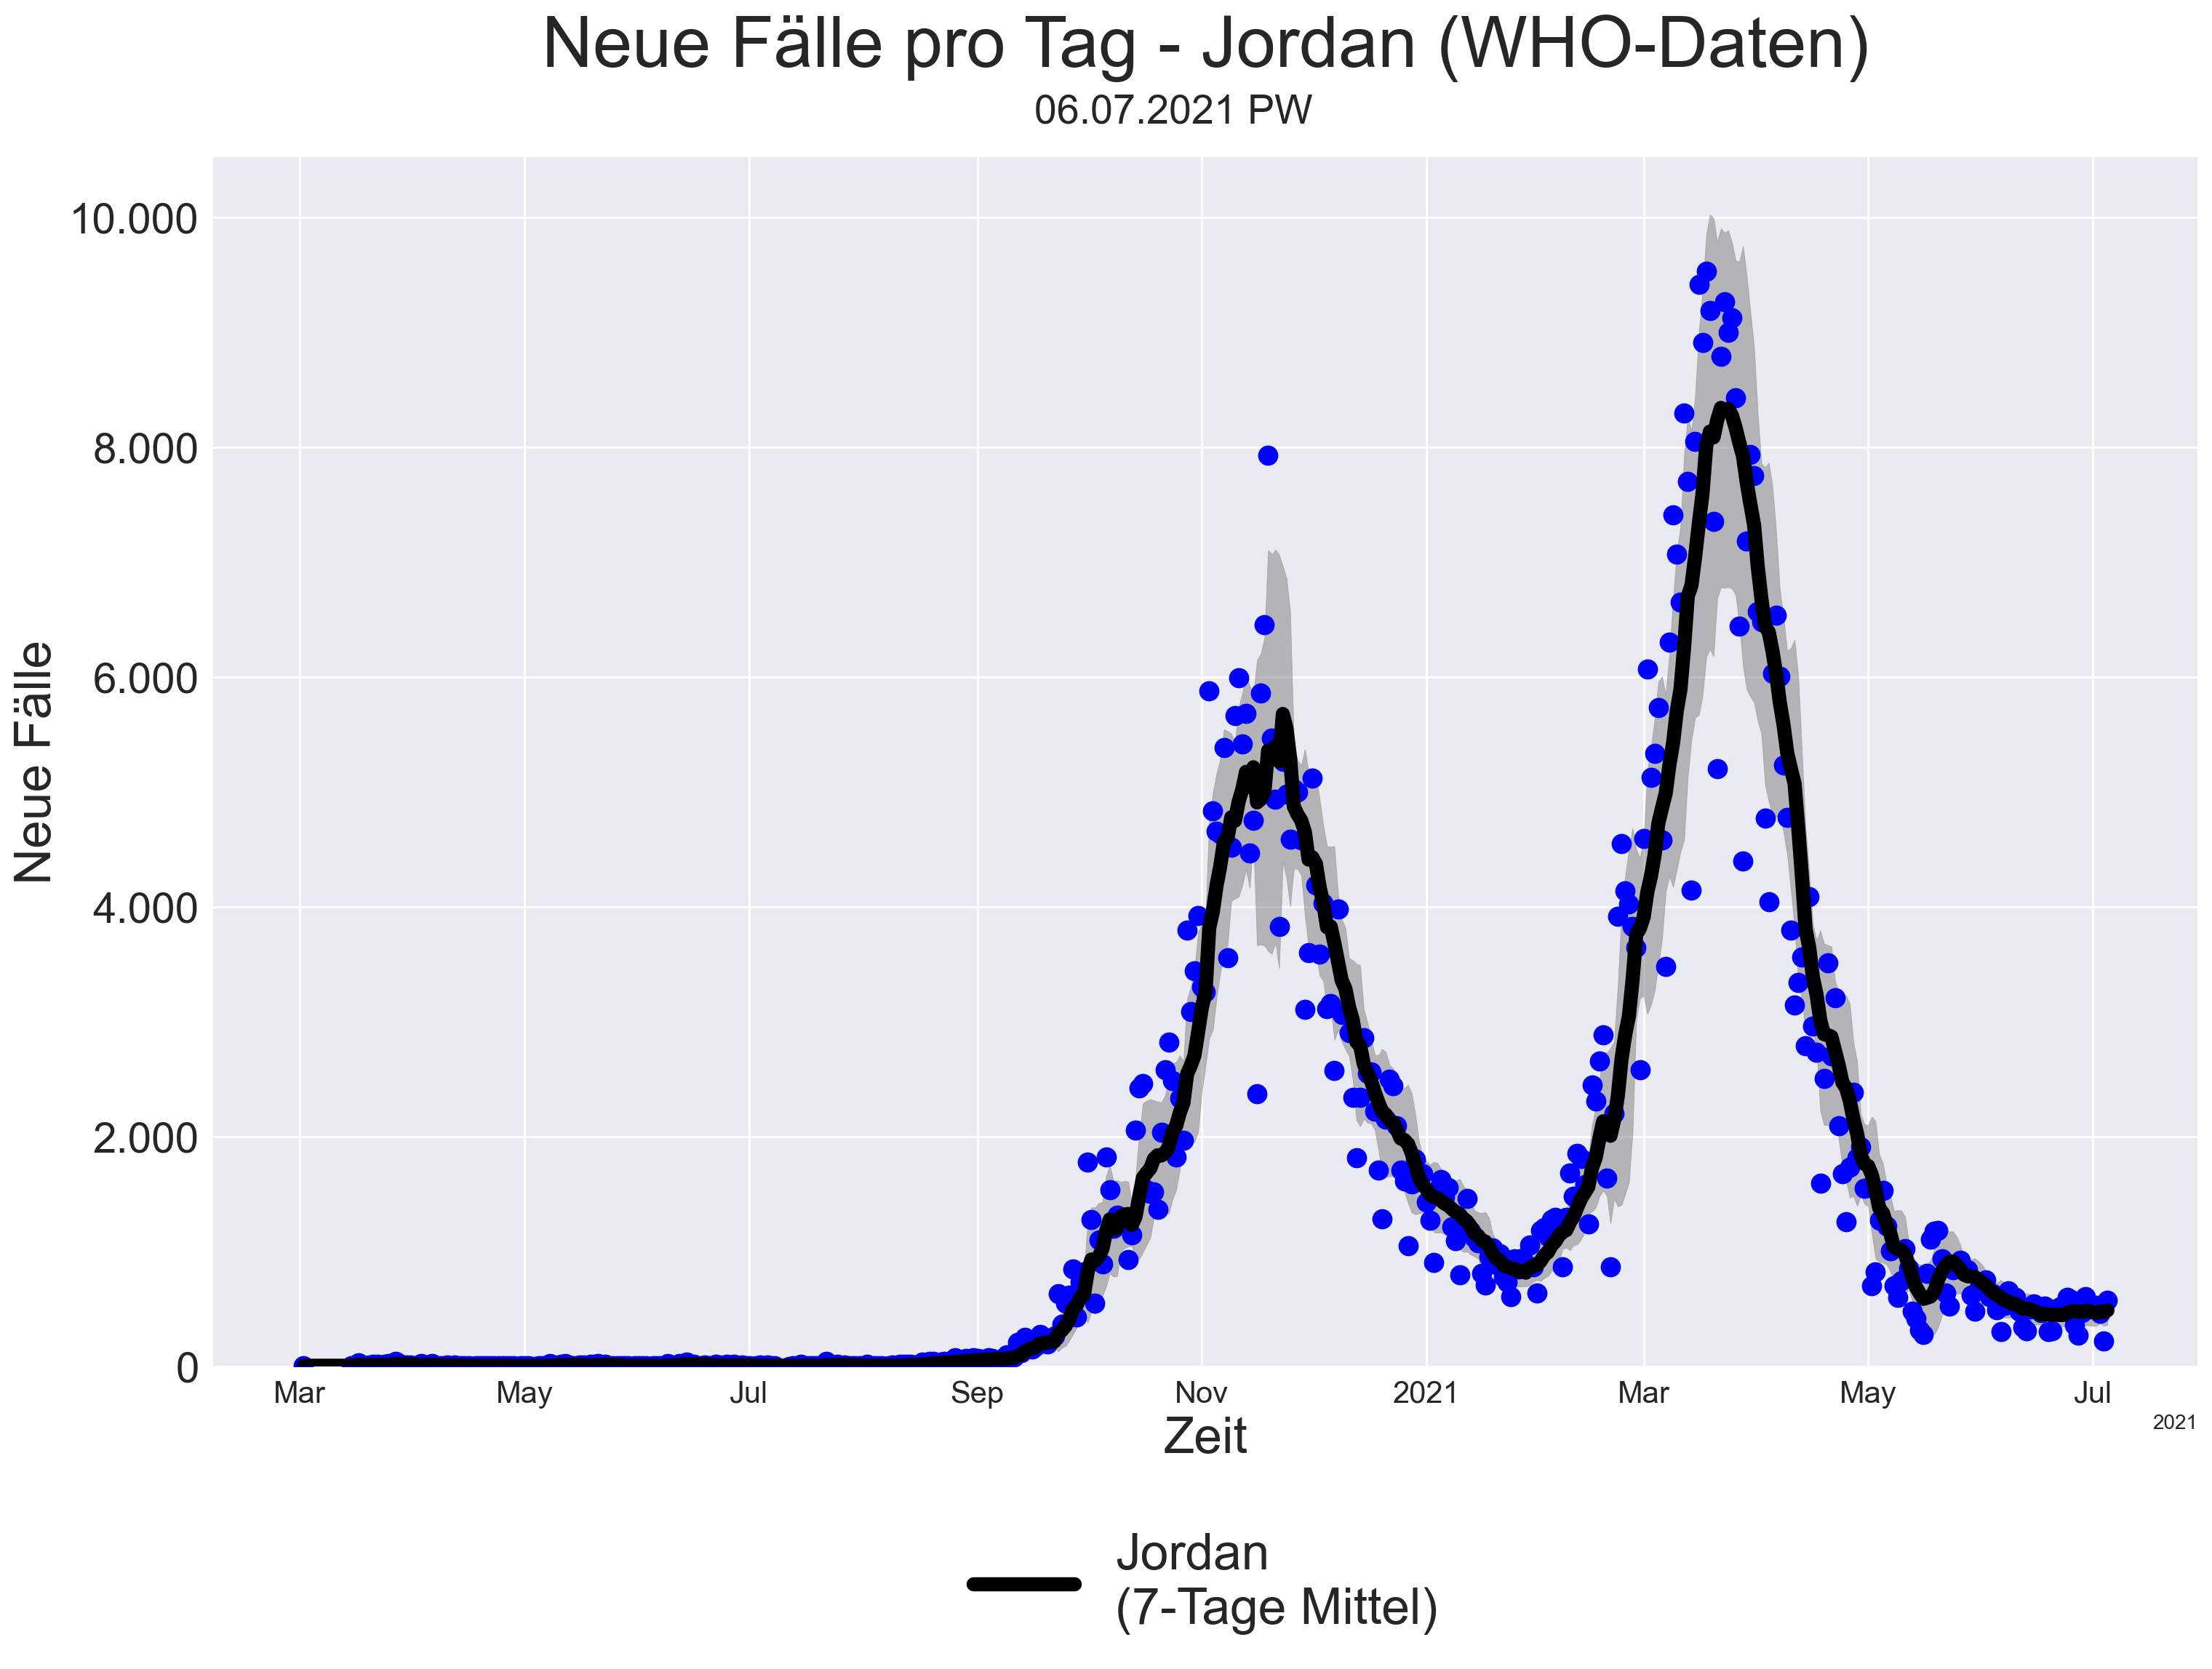 Neue Fälle pro Tag - Jordan (WHO-Daten)
06.07.2021 PW
10.000
8.000
6.000
4.000
2.000
0
Neue Fälle
Mar May Jul Sep Nov 2021 Mar May Jul
2021
Zeit
Jordan
(7-Tage Mittel)